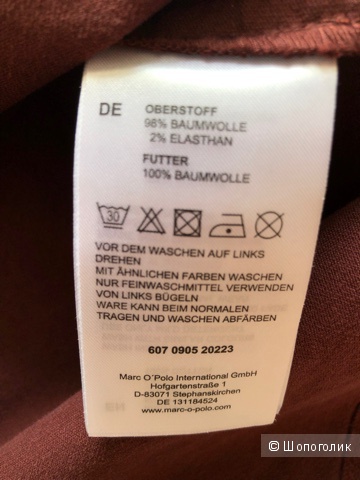 DE
OBERSTOFF
98% BAUMWOLLE
2% ELASTHAN
FUTTER
100% BAUMWOLLE
30
VOR DEM WASCHEN AUF LINKS
DREHEN
MIT ÄHNLICHEN FARBEN WASCHEN
NUR FEINWASCHMITTEL VERWENDEN
VON LINKS BÜGELN
WARE KANN BEIM NORMALEN
TRAGEN UND WASCHEN ABFÄRBEN
607 0905 20223
Marc O'Polo International GmbH
Hofgartenstraße 1
D-83071 Stephanskirchen
DE 131184524
www.marc-o-polo.com
© Шопоголик